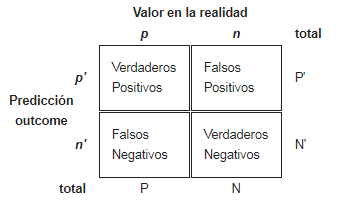 Valor en la realidad
p n total
p' Verdaderos Positivos Falsos Positivos P'
Predicción outcome
n' Falsos Negativos Verdaderos Negativos N'
total P N